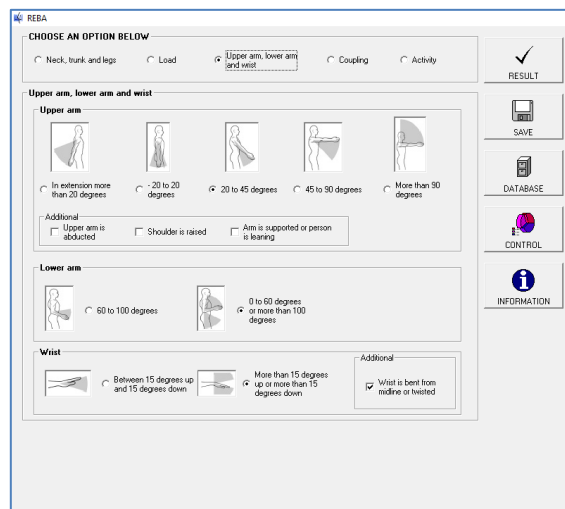 REBA
CHOOSE AN OPTION BELOW
Neck, trunk and legs
Load
Upper arm, lower arm
and wrist
Coupling
Activity
RESULT
SAVE
DATABASE
CONTROL
INFORMATION
Upper arm, lower arm and wrist
Upper arm
In extension more
than 20 degrees
- 20 to 20
degrees
20 to 45 degrees
45 to 90 degrees
More than 90
degrees
Additional
Upper arm is
abducted
Shoulder is raised
Arm is supported or person
is leaning
Lower arm
60 to 100 degrees
0 to 60 degrees
or more than 100
degrees
Wrist
Between 15 degrees up
and 15 degrees down
More than 15 degrees
up or more than 15
degrees down
Additional
Wrist is bent from
midline or twisted